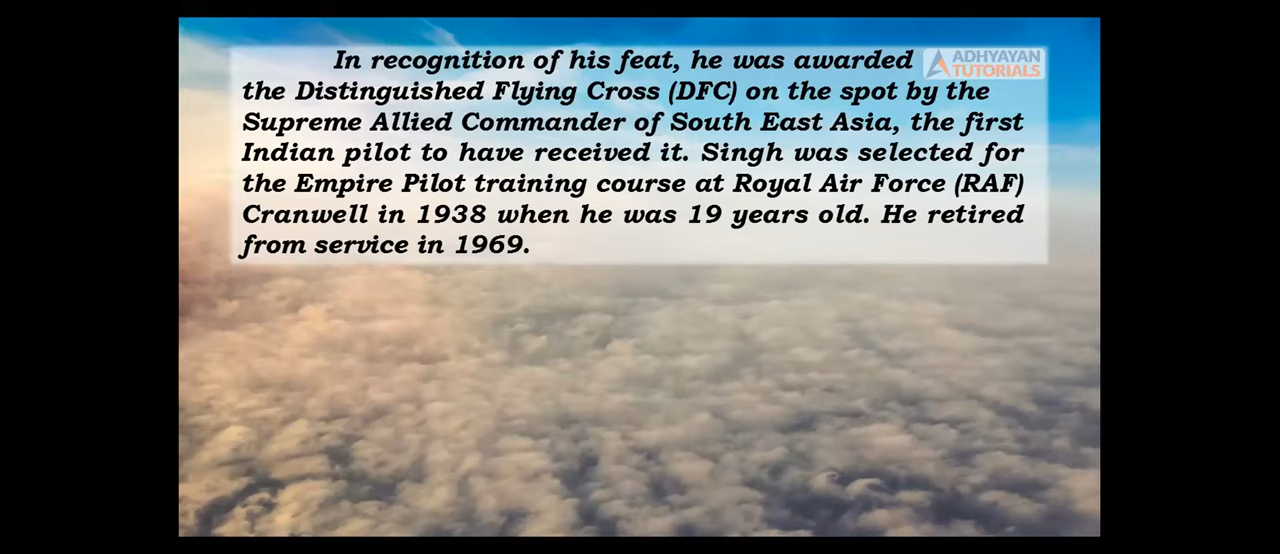 In recognition of his feat, he was awarded
ADHYAYAN
TUTORIALS
the Distinguished Flying Cross (DFC) on the spot by the
Supreme Allied Commander of South East Asia, the first
Indian pilot to have received it. Singh was selected for
the Empire Pilot training course at Royal Air Force (RAF)
Cranwell in 1938 when he was 19 years old. He retired
from service in 1969.